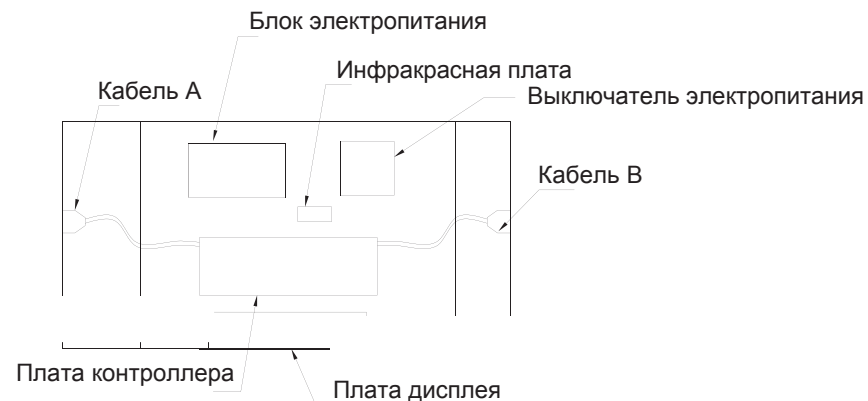 Блок электропитания
Инфракрасная плата
Кабель А
Выключатель электропитания
Кабель В
Плата контроллера
Плата дисплея